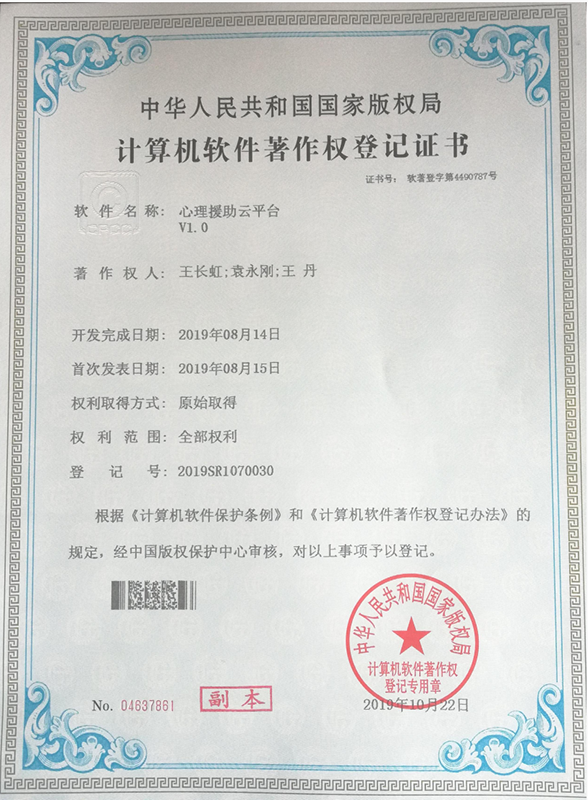 中华人民共和国国家版权局
计算机软件著作权登记证书
证书号： 软著登字第4490787号
CPCC
软件名称： 心理援助云平台
V1.0
著作权人： 王长虹;袁永刚;王丹
开发完成日期： 2019年08月14日
首次发表日期： 2019年08月15日
权利取得方式： 原始取得
权利范围： 全部权利
登记号： 2019SR1070030
根据《计算机软件保护条例》和《计算机软件著作权登记办法》的
规定，经中国版权保护中心审核，对以上事项予以登记。
中华人民共和国国家版权局
计算机软件著作权
登记专用章
No. 04637861
副本
2019年10月22日